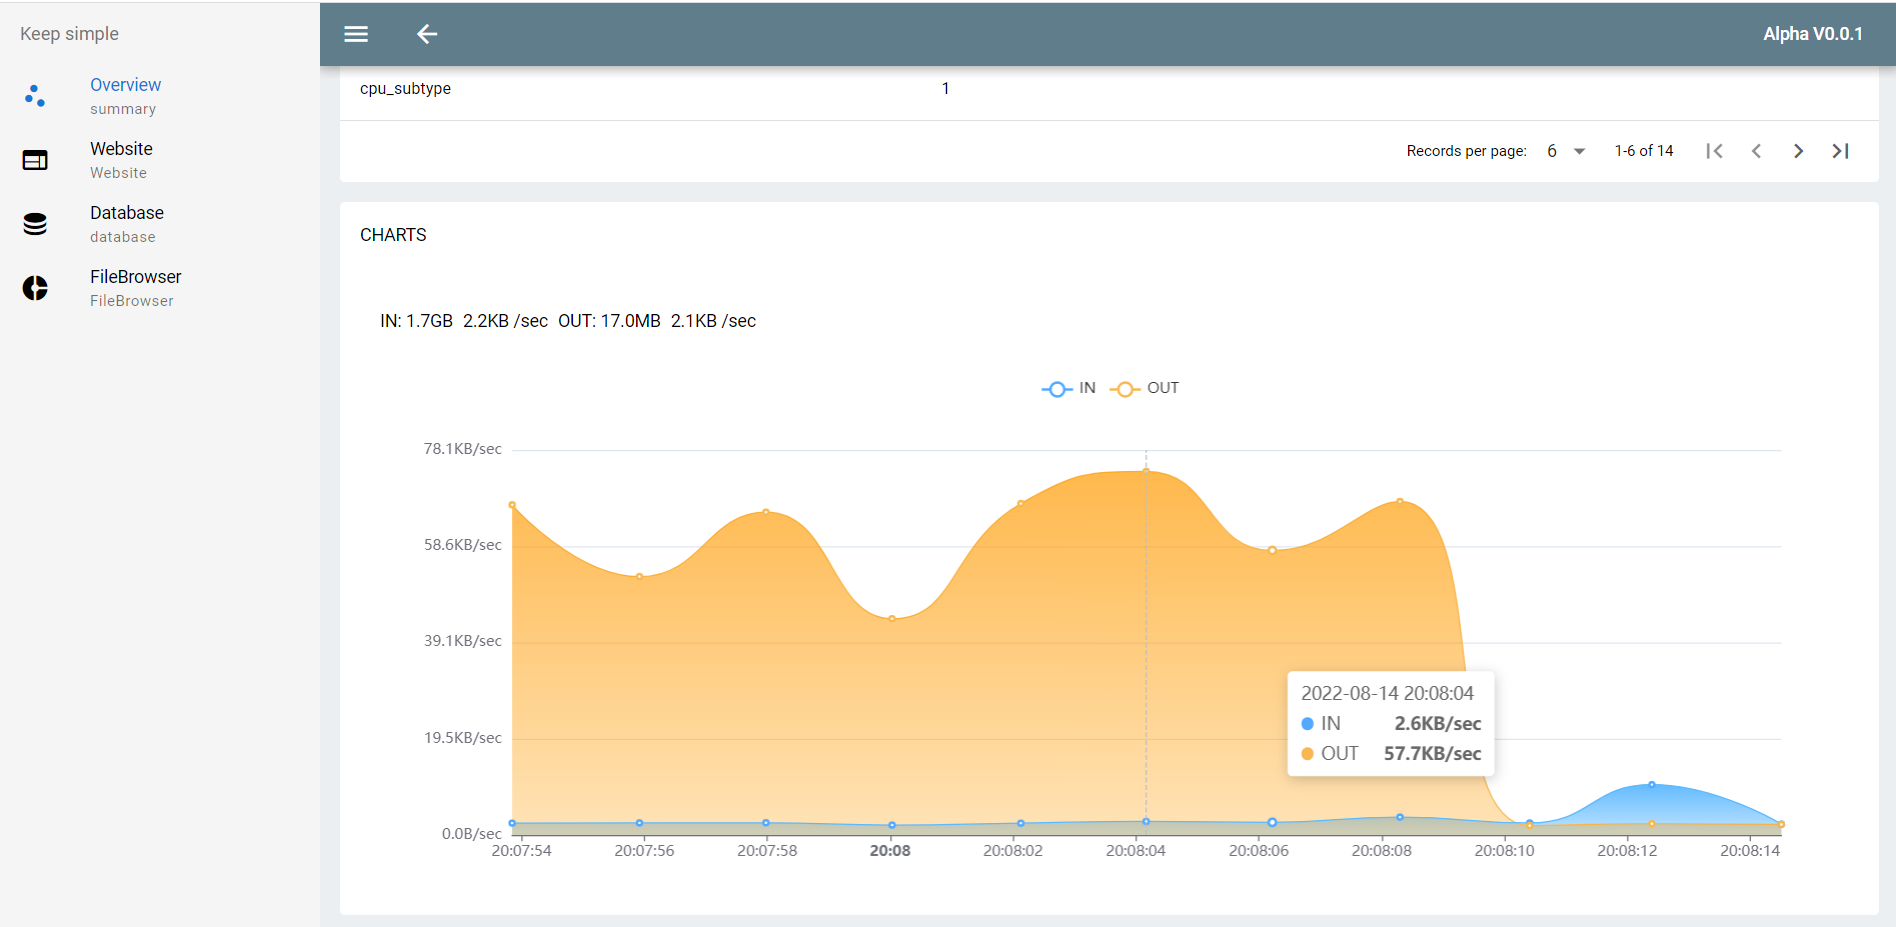 Keep simple
Overview
summary
Website
Website
Database
database
FileBrowser
FileBrowser
Alpha V0.0.1
cpu_subtype 1
Records per page: 6 1-6 of 14
CHARTS
IN: 1.7GB 2.2KB /sec OUT: 17.0MB 2.1KB /sec
IN OUT
78.1KB/sec
58.6KB/sec
39.1KB/sec
19.5KB/sec
0.0B/sec
2022-08-14 20:08:04
IN 2.6KB/sec
OUT 57.7KB/sec
20:07:54 20:07:56 20:07:58 20:08 20:08:02 20:08:04 20:08:06 20:08:08 20:08:10 20:08:12 20:08:14